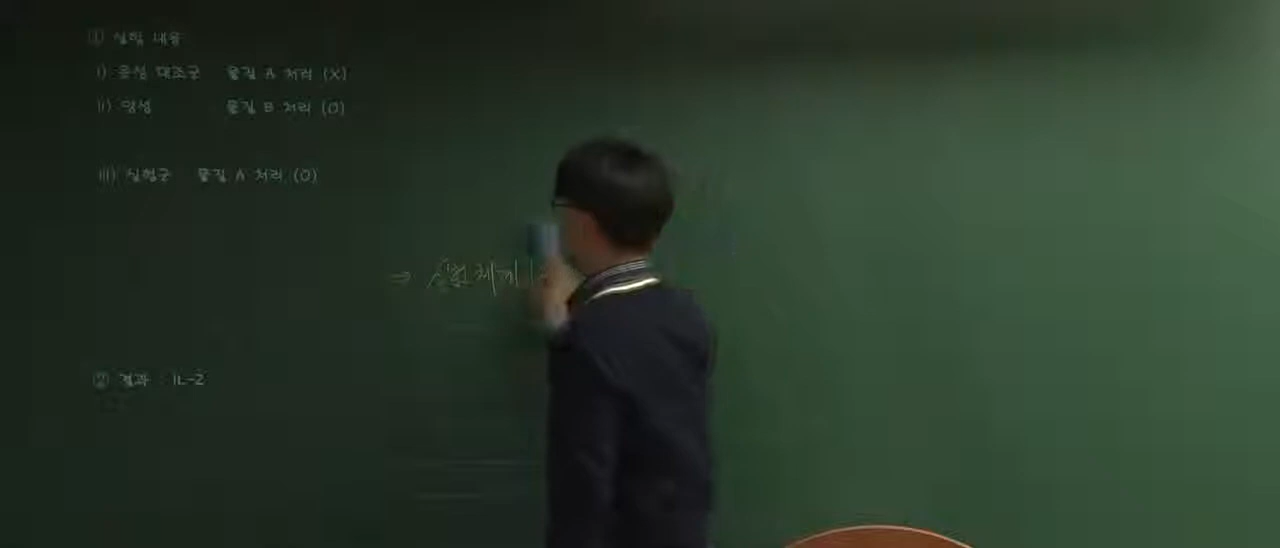 ① 실험 내용
i) 음성 대조군 물질 A 처리 (X)
ii) 양성 물질 B 처리 (O)
iii) 실험군 물질 A 처리 (O)
⇒
② 결과 IL-2